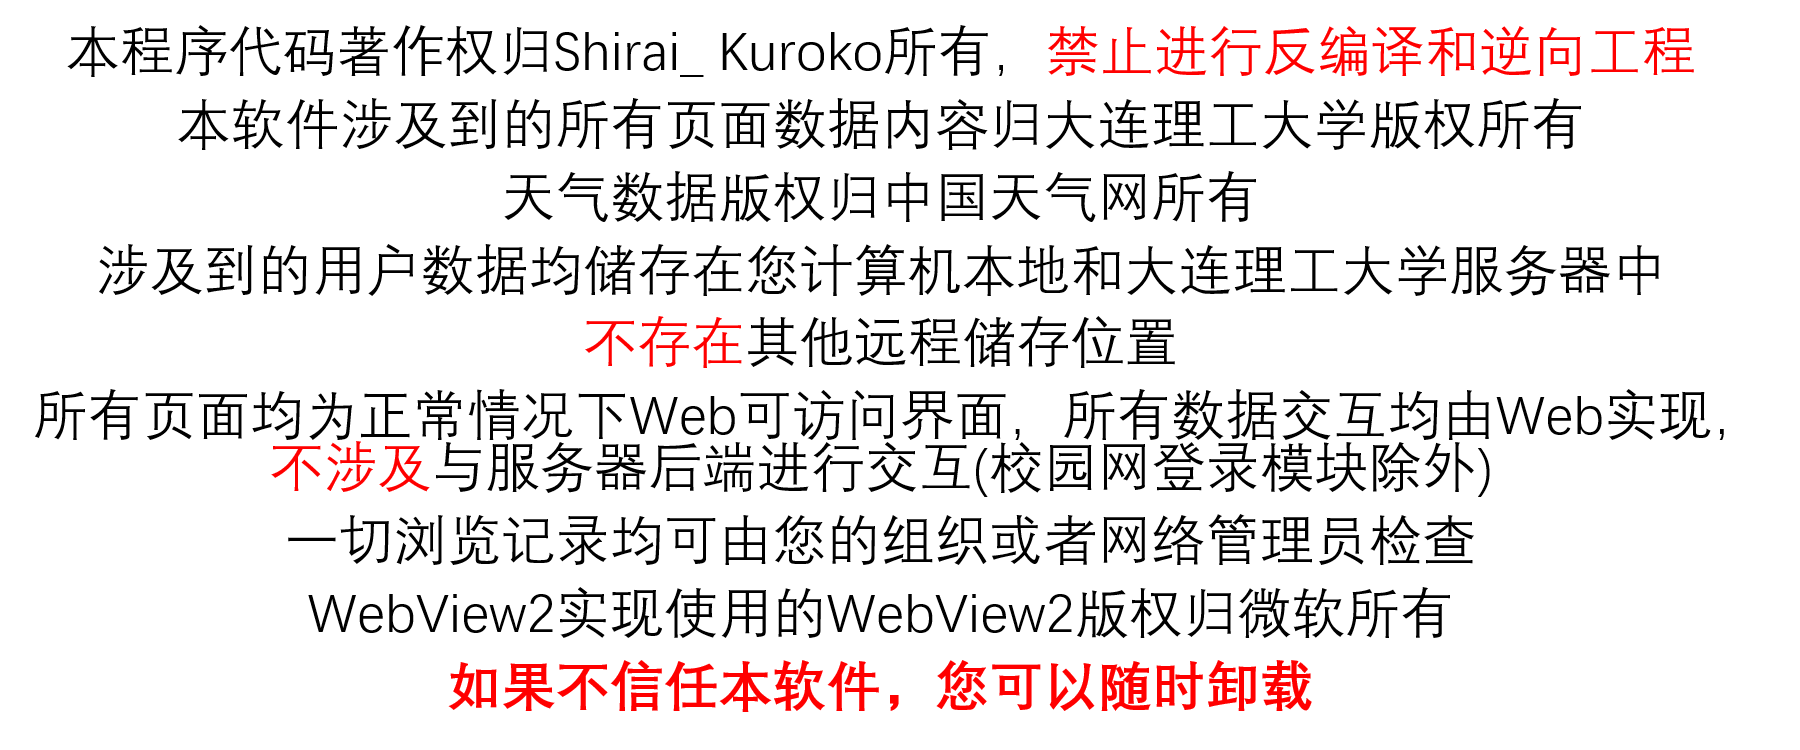 本程序代码著作权归Shirai_ Kuroko所有，禁止进行反编译和逆向工程
本软件涉及到的所有页面数据内容归大连理工大学版权所有
天气数据版权归中国天气网所有
涉及到的用户数据均储存在您计算机本地和大连理工大学服务器中
不存在其他远程储存位置
所有页面均为正常情况下Web可访问界面，所有数据交互均由Web实现，
不涉及与服务器后端进行交互(校园网登录模块除外)
一切浏览记录均可由您的组织或者网络管理员检查
WebView2实现使用的WebView2版权归微软所有
如果不信任本软件，您可以随时卸载